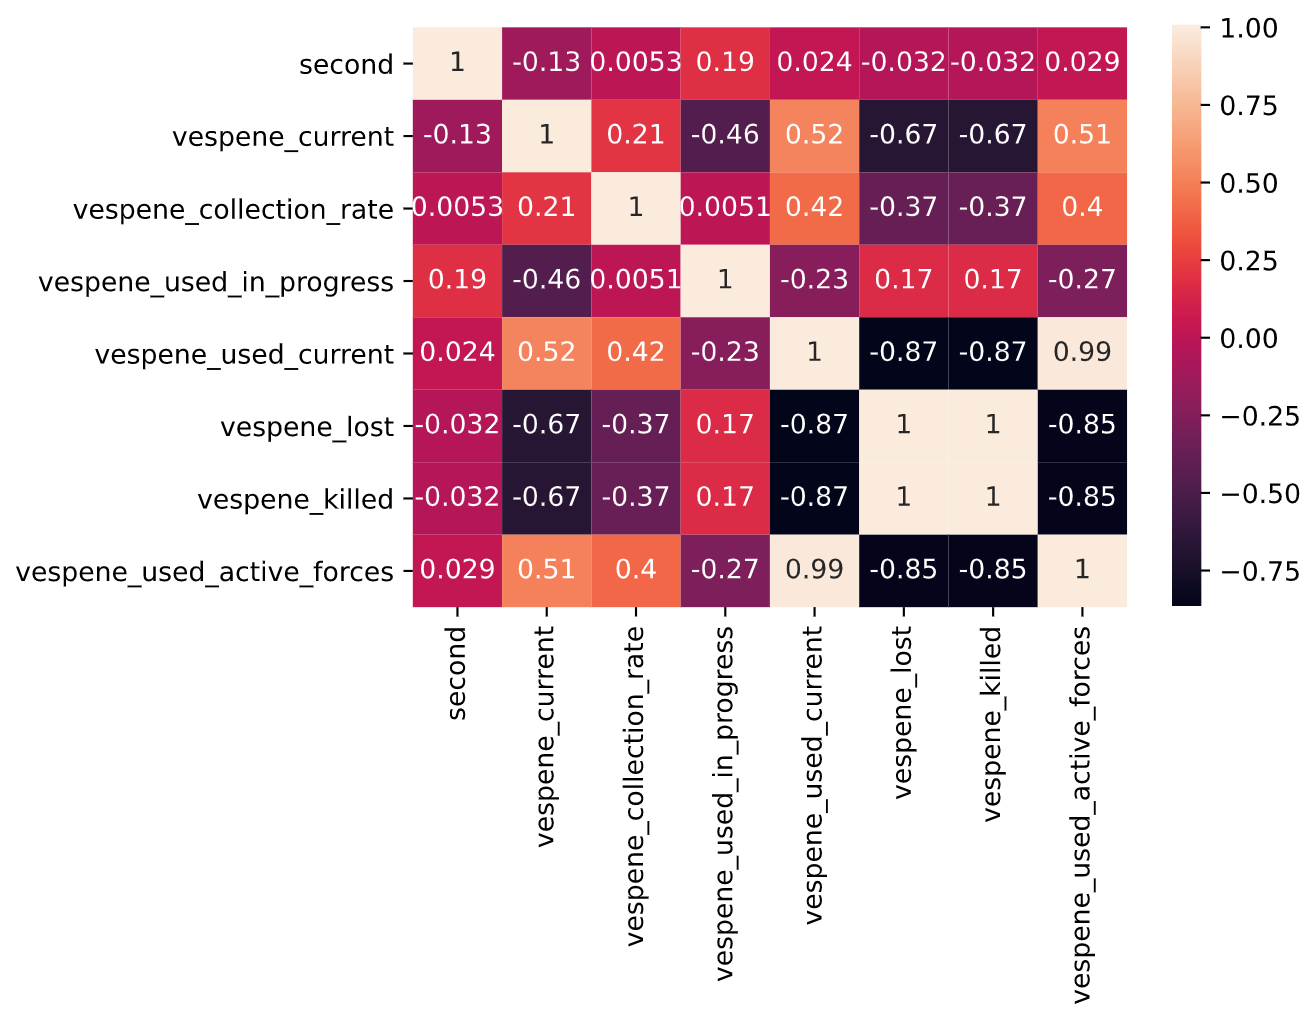 second 1 -0.13 0.0053 0.19 0.024 -0.032 -0.032 0.029
vespene_current -0.13 1 0.21 -0.46 0.52 -0.67 -0.67 0.51
vespene_collection_rate 0.0053 0.21 1 0.0051 0.42 -0.37 -0.37 0.4
vespene_used_in_progress 0.19 -0.46 0.0051 1 -0.23 0.17 0.17 -0.27
vespene_used_current 0.024 0.52 0.42 -0.23 1 -0.87 -0.87 0.99
vespene_lost -0.032 -0.67 -0.37 0.17 -0.87 1 1 -0.85
vespene_killed -0.032 -0.67 -0.37 0.17 -0.87 1 1 -0.85
vespene_used_active_forces 0.029 0.51 0.4 -0.27 0.99 -0.85 -0.85 1
second
vespene_current
vespene_collection_rate
vespene_used_in_progress
vespene_used_current
vespene_lost
vespene_killed
vespene_used_active_forces
1.00
0.75
0.50
0.25
0.00
−0.25
−0.50
−0.75